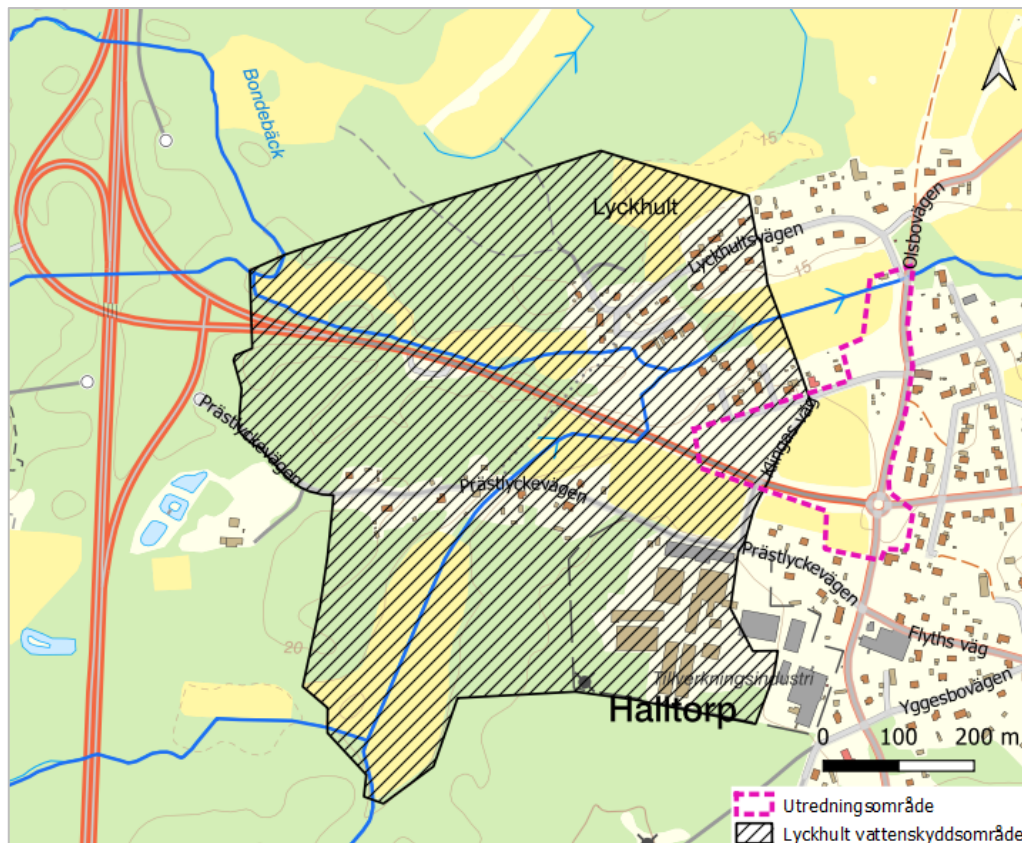 Bondebäck
15
Lyckhult
Lyckhultsvägen
15
Olsbovägen
Prästlyckevägen
Klinges väg
Prästlyckevägen
Prästlyckevägen
Flyths väg
20
Tillverkningsindustri
Yggesbovägen
Halltorp
0 100 200 m
Utredningsområde
Lyckhult vattenskyddsområde